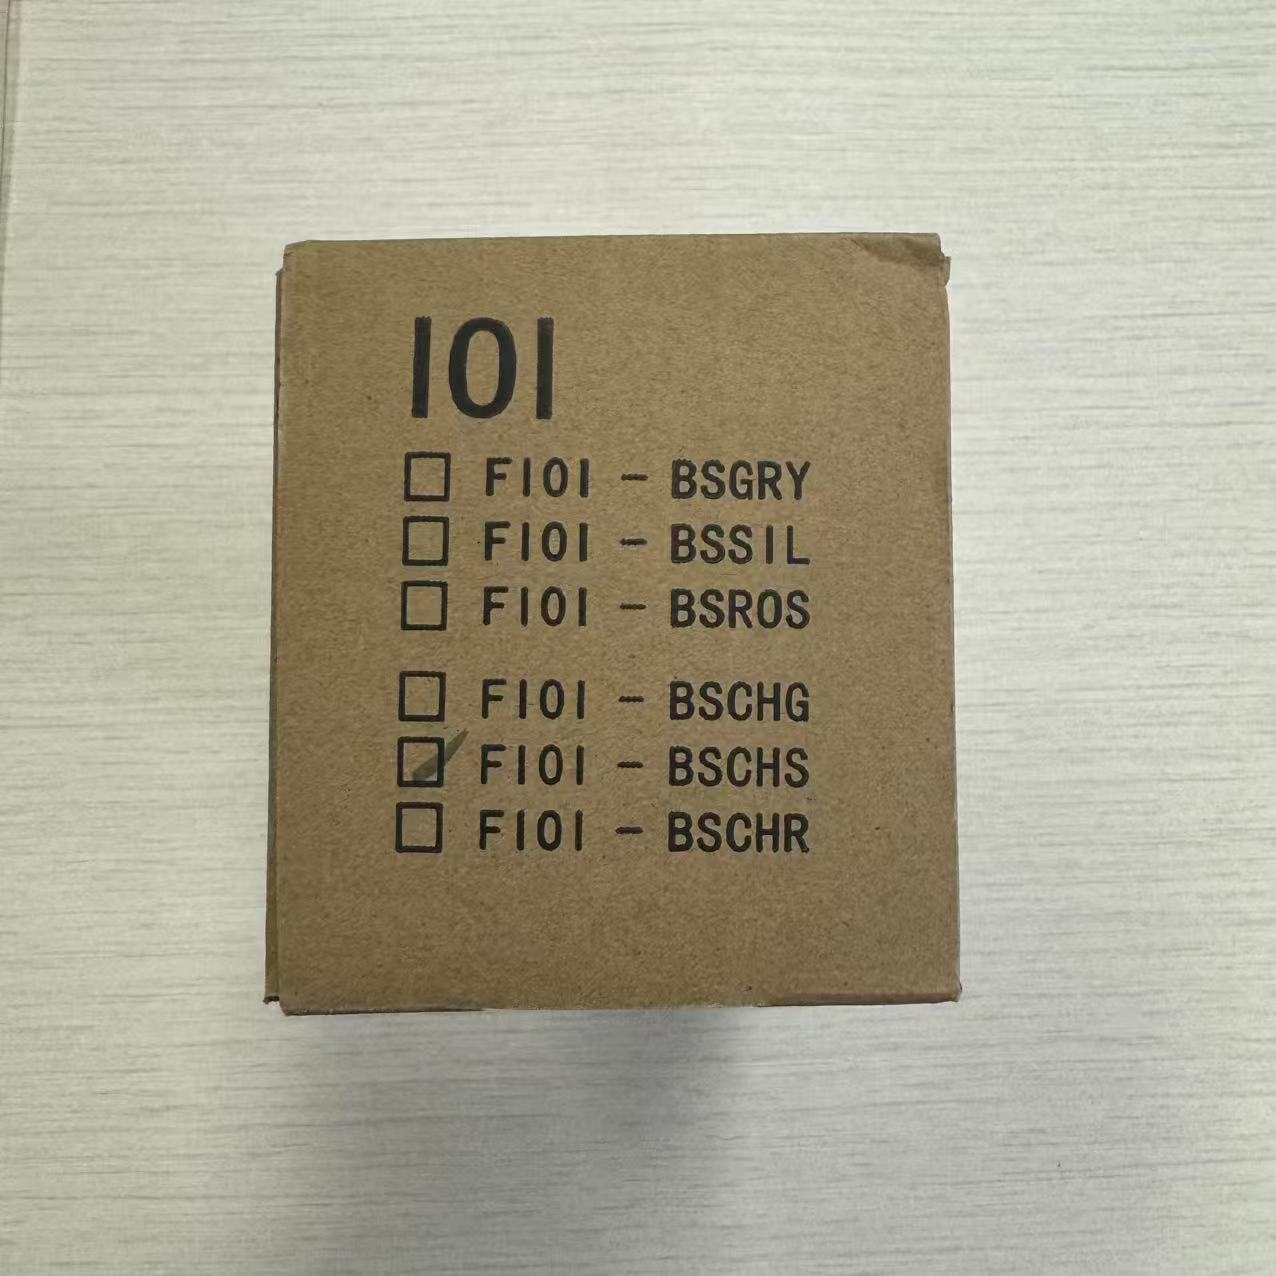 101
□ F101 - BSGRY
□ F101 - BSSIL
□ F101 - BSROS
□ F101 - BSCHG
☑ F101 - BSCHS
□ F101 - BSCHR